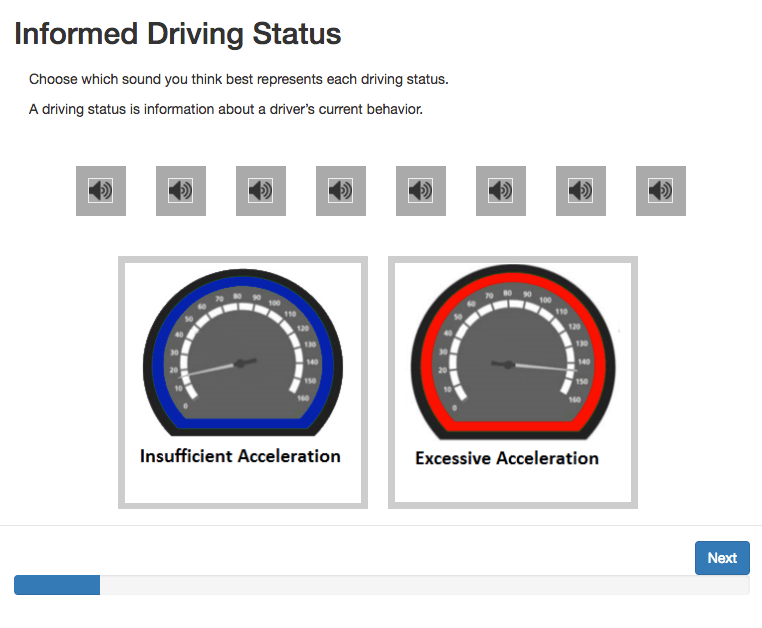 Informed Driving Status
Choose which sound you think best represents each driving status.
A driving status is information about a driver's current behavior.
0 10 20 30 40 50 60 70 80 90 100 110 120 130 140 150 160
Insufficient Acceleration
0 10 20 30 40 50 60 70 80 90 100 110 120 130 140 150 160
Excessive Acceleration
Next